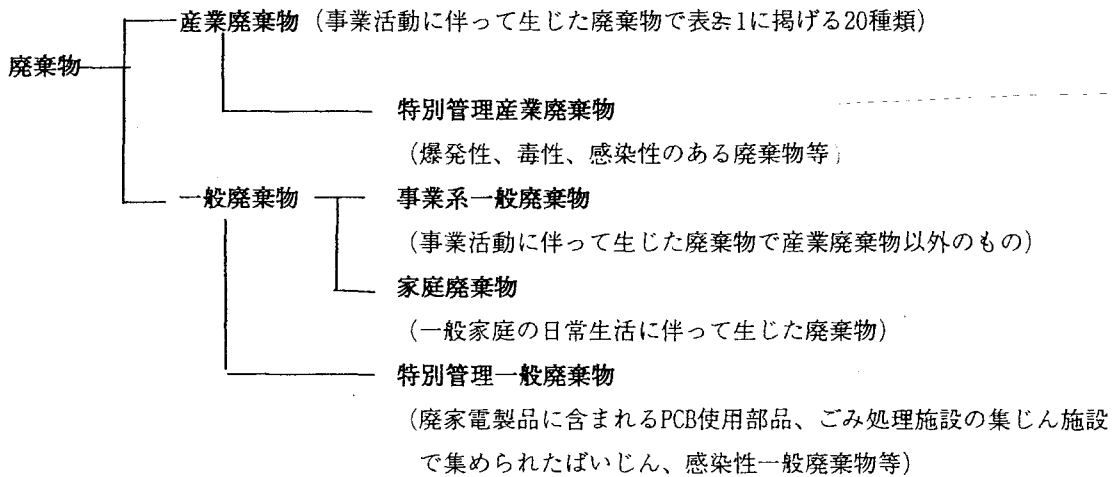 産業廃棄物（事業活動に伴って生じた廃棄物で表2-1に掲げる20種類）
廃棄物
特別管理産業廃棄物
（爆発性、毒性、感染性のある廃棄物等）
一般廃棄物
事業系一般廃棄物
（事業活動に伴って生じた廃棄物で産業廃棄物以外のもの）
家庭廃棄物
（一般家庭の日常生活に伴って生じた廃棄物）
特別管理一般廃棄物
（廃家電製品に含まれるPCB使用部品、ごみ処理施設の集じん施設
で集められたばいじん、感染性一般廃棄物等）